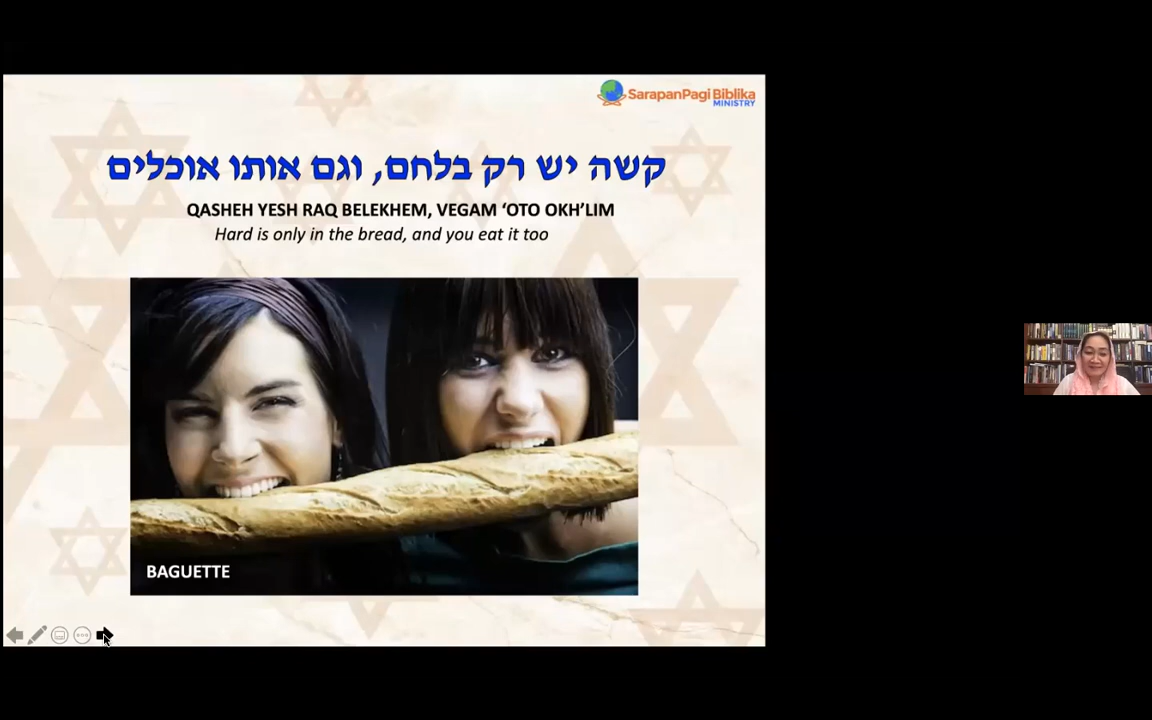 SarapanPagi Biblika
MINISTRY
קשה יש רק בלחם, וגם אותו אוכלים
QASHEH YESH RAQ BELEKHEM, VEGAM ‘OTO OKH’LIM
Hard is only in the bread, and you eat it too
BAGUETTE